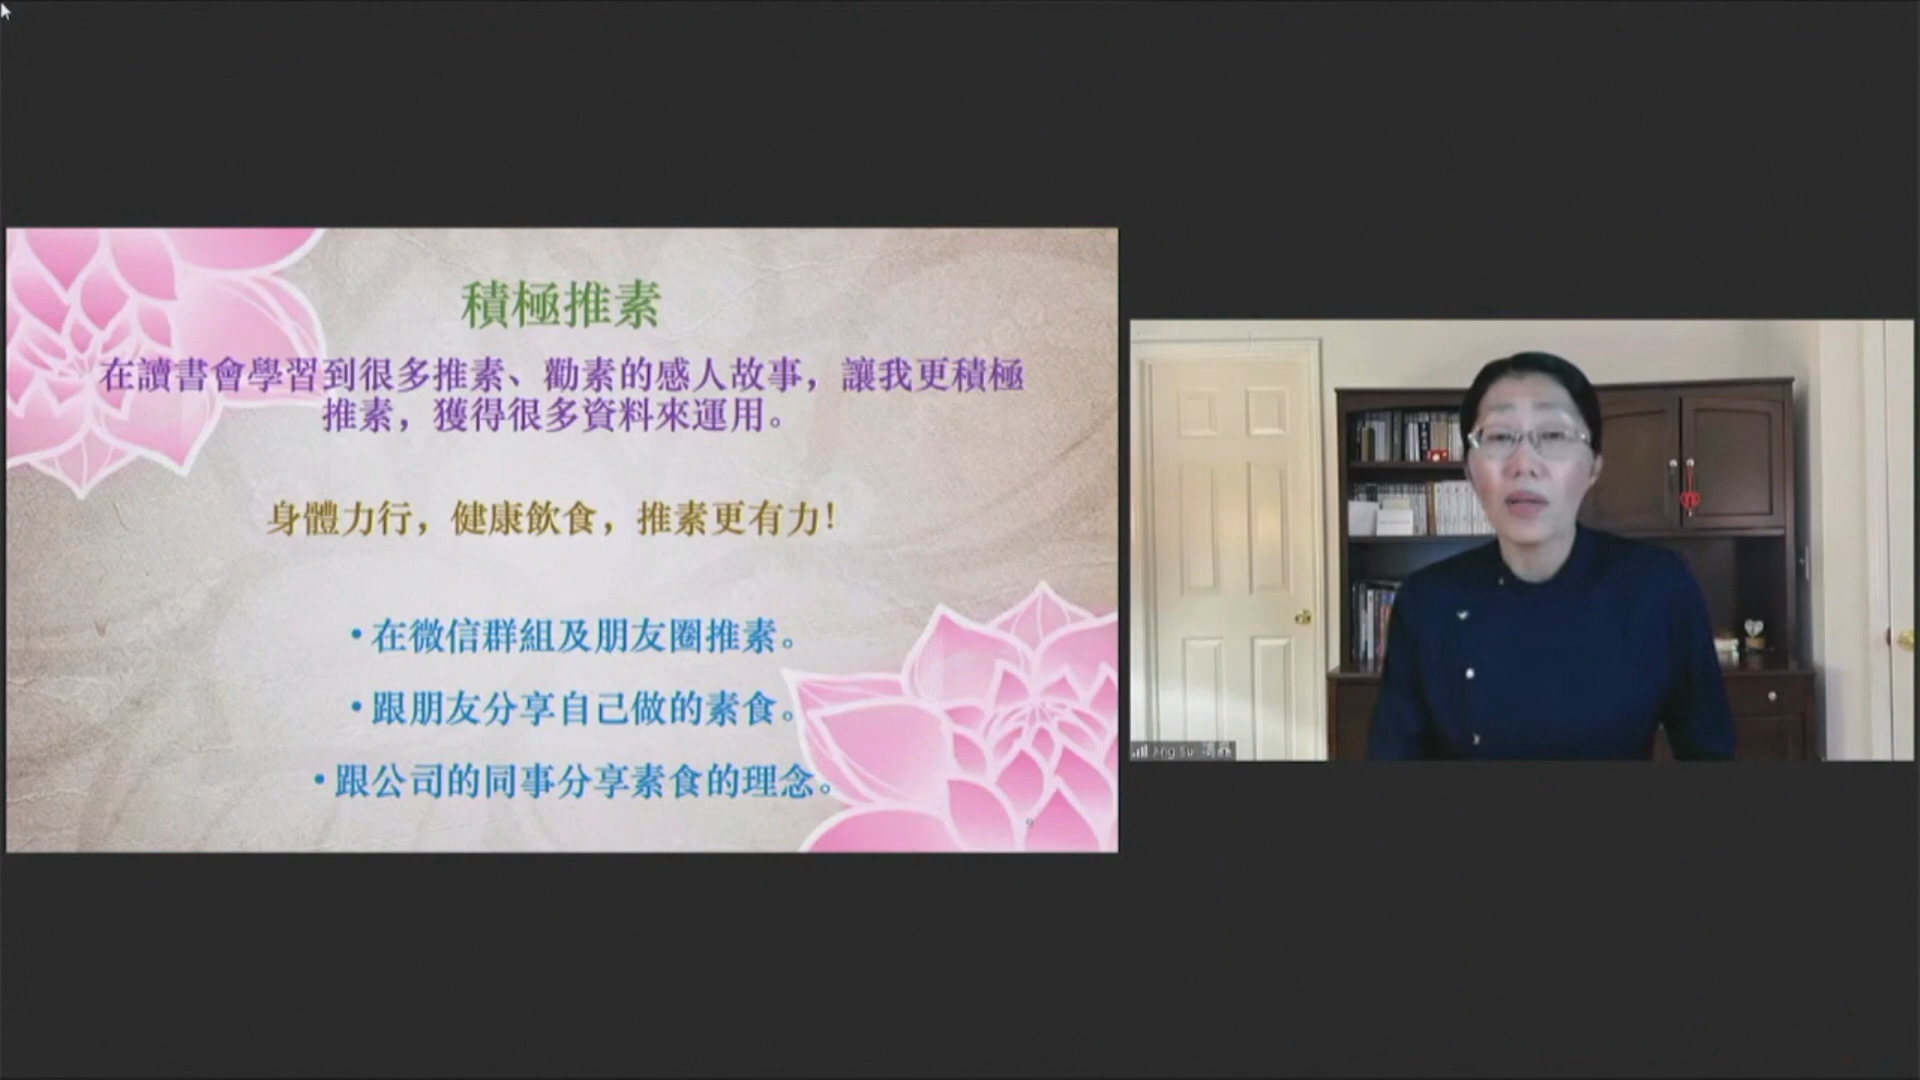 積極推素
在讀書會學習到很多推素、勸素的感人故事，讓我更積極
推素，獲得很多資料來運用。
身體力行，健康飲食，推素更有力！
•在微信群組及朋友圈推素。
•跟朋友分享自己做的素食。
•跟公司的同事分享素食的理念。
9
Jing Su